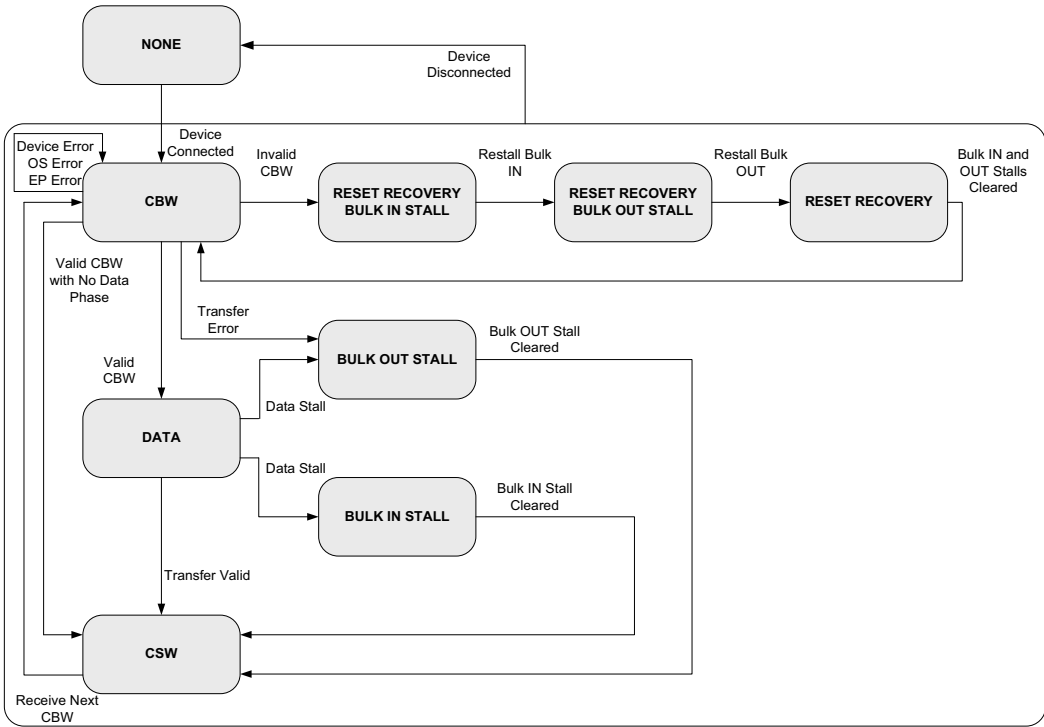 NONE
Device
Disconnected
Device Error
OS Error
EP Error
Device
Connected
Invalid
CBW
Restall Bulk
IN
Restall Bulk
OUT
Bulk IN and
OUT Stalls
Cleared
CBW
RESET RECOVERY
BULK IN STALL
RESET RECOVERY
BULK OUT STALL
RESET RECOVERY
Valid CBW
with No Data
Phase
Transfer
Error
Bulk OUT Stall
Cleared
BULK OUT STALL
Valid
CBW
Data Stall
DATA
Data Stall
Bulk IN Stall
Cleared
BULK IN STALL
Transfer Valid
CSW
Receive Next
CBW